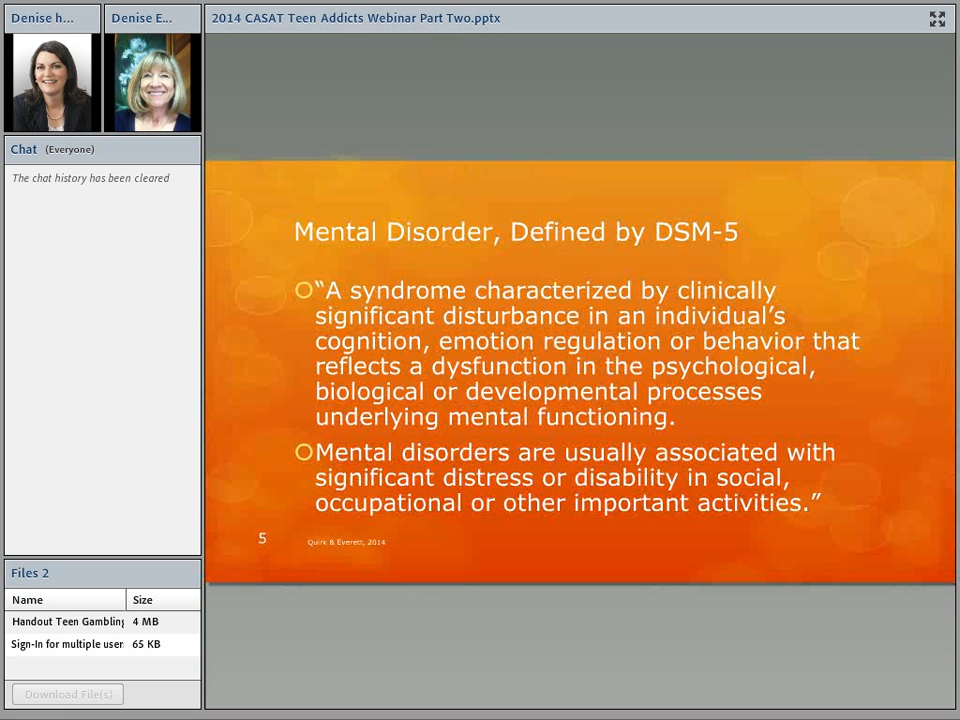 Denise h...
Denise E...
2014 CASAT Teen Addicts Webinar Part Two.pptx
Chat (Everyone)
The chat history has been cleared
Mental Disorder, Defined by DSM-5
“A syndrome characterized by clinically
significant disturbance in an individual’s
cognition, emotion regulation or behavior that
reflects a dysfunction in the psychological,
biological or developmental processes
underlying mental functioning.
Mental disorders are usually associated with
significant distress or disability in social,
occupational or other important activities.”
5
Quirk & Everett, 2014
Files 2
Name Size
Handout Teen Gambling 4 MB
Sign-In for multiple user 65 KB
Download File(s)